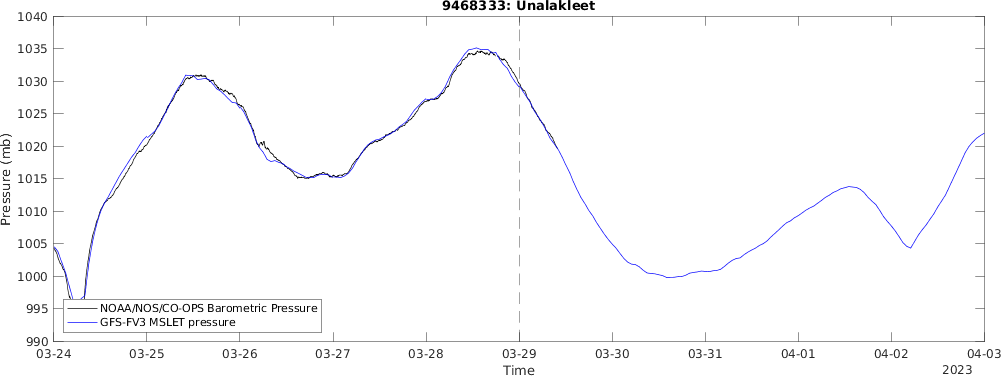 9468333: Unalakleet
1040
1035
1030
1025
1020
1015
1010
1005
1000
995
990
Pressure (mb)
NOAA/NOS/CO-OPS Barometric Pressure
GFS-FV3 MSLET pressure
03-24 03-25 03-26 03-27 03-28 03-29 03-30 03-31 04-01 04-02 04-03
Time
2023